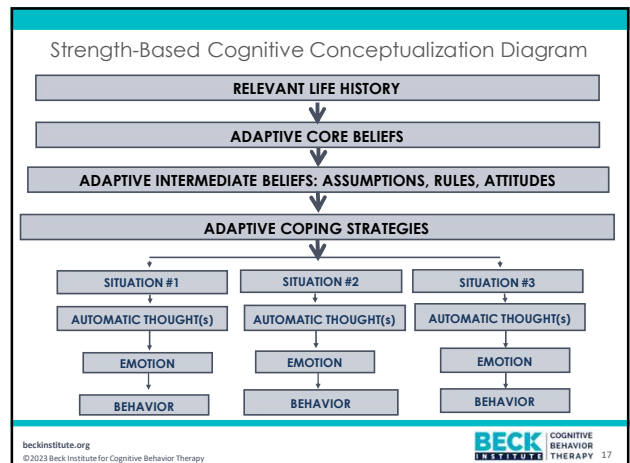 Strength-Based Cognitive Conceptualization Diagram
RELEVANT LIFE HISTORY
ADAPTIVE CORE BELIEFS
ADAPTIVE INTERMEDIATE BELIEFS: ASSUMPTIONS, RULES, ATTITUDES
ADAPTIVE COPING STRATEGIES
SITUATION #1
AUTOMATIC THOUGHT(s)
EMOTION
BEHAVIOR
SITUATION #2
AUTOMATIC THOUGHT(s)
EMOTION
BEHAVIOR
SITUATION #3
AUTOMATIC THOUGHT(s)
EMOTION
BEHAVIOR
beckinstitute.org
©2023 Beck Institute for Cognitive Behavior Therapy
BECK
INSTITUTE
COGNITIVE
BEHAVIOR
THERAPY
17